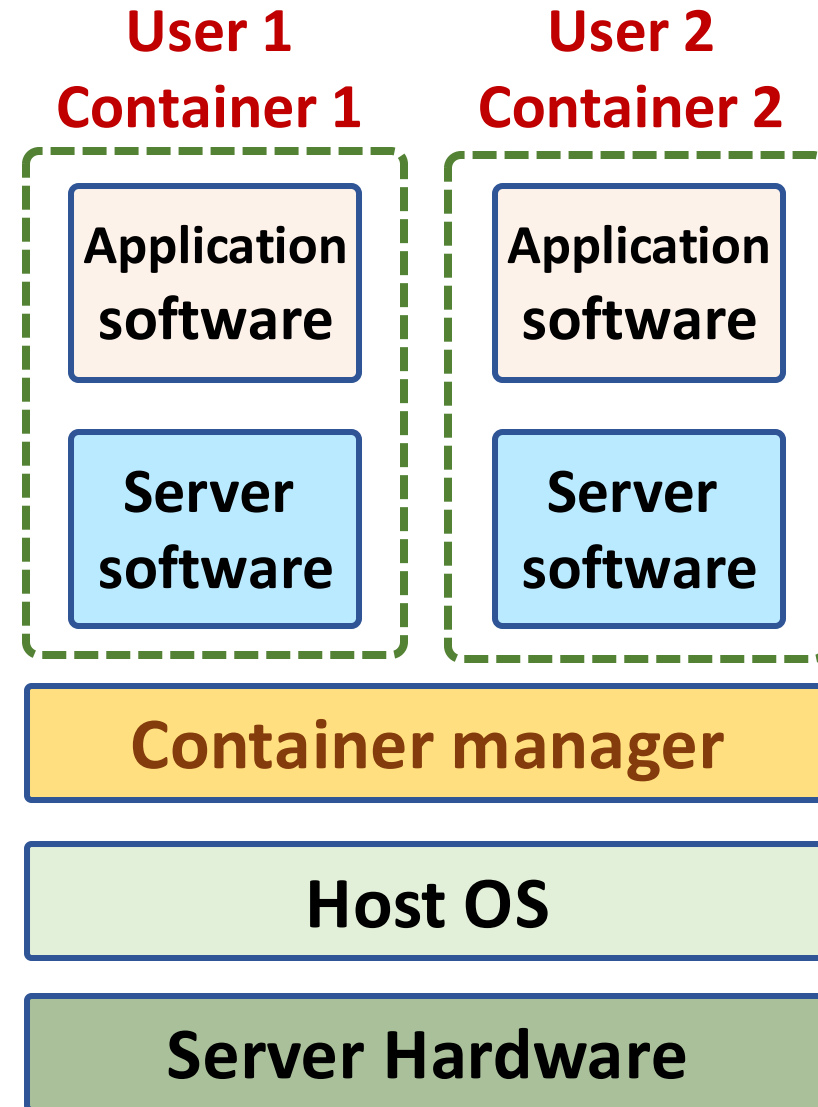 User 1
Container 1
Application
software
Server
software
User 2
Container 2
Application
software
Server
software
Container manager
Host OS
Server Hardware